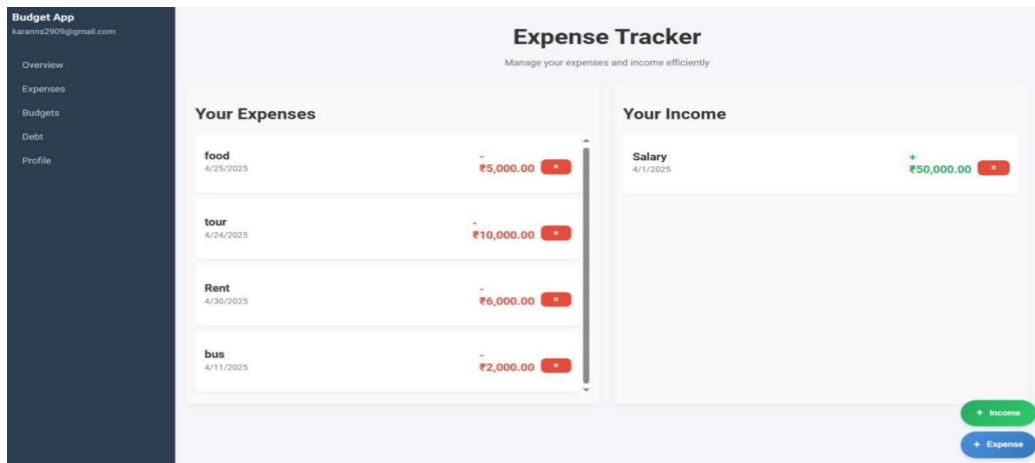 Budget App
karanns2909@gmail.com
Overview
Expenses
Budgets
Debt
Profile
Expense Tracker
Manage your expenses and income efficiently
Your Expenses
food
4/25/2025
-
₹5,000.00 ×
tour
4/24/2025
-
₹10,000.00 ×
Rent
4/30/2025
-
₹6,000.00 ×
bus
4/11/2025
-
₹2,000.00 ×
Your Income
Salary
4/1/2025
+
₹50,000.00 ×
+ Income
+ Expense